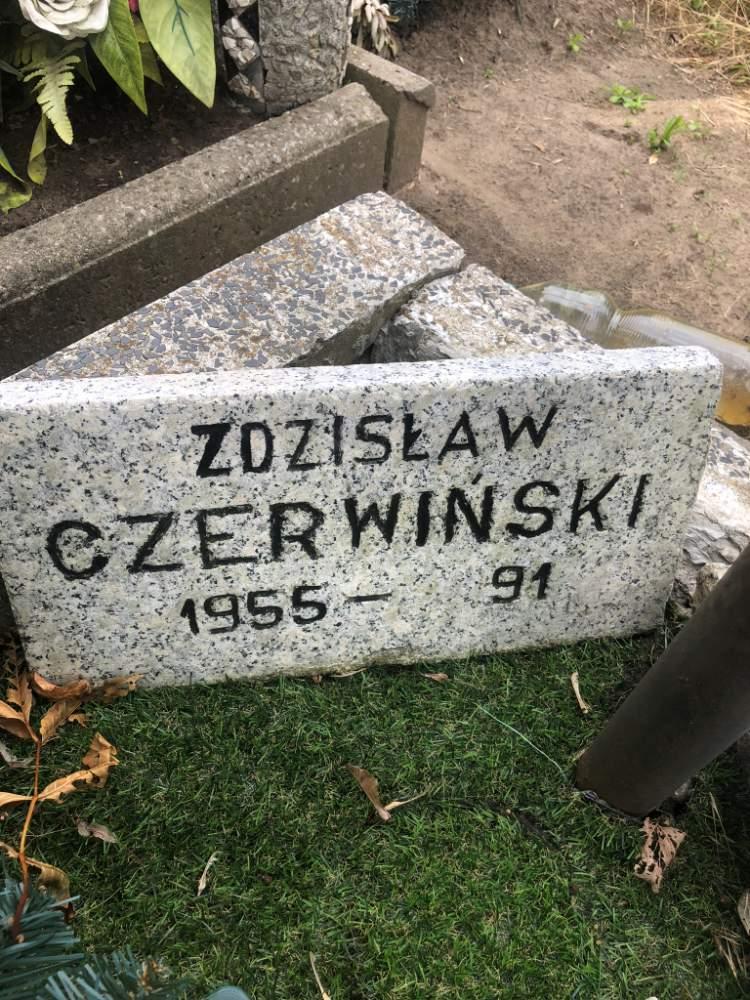 ZDZISŁAW
CZERWIŃSKI
1955 - 91